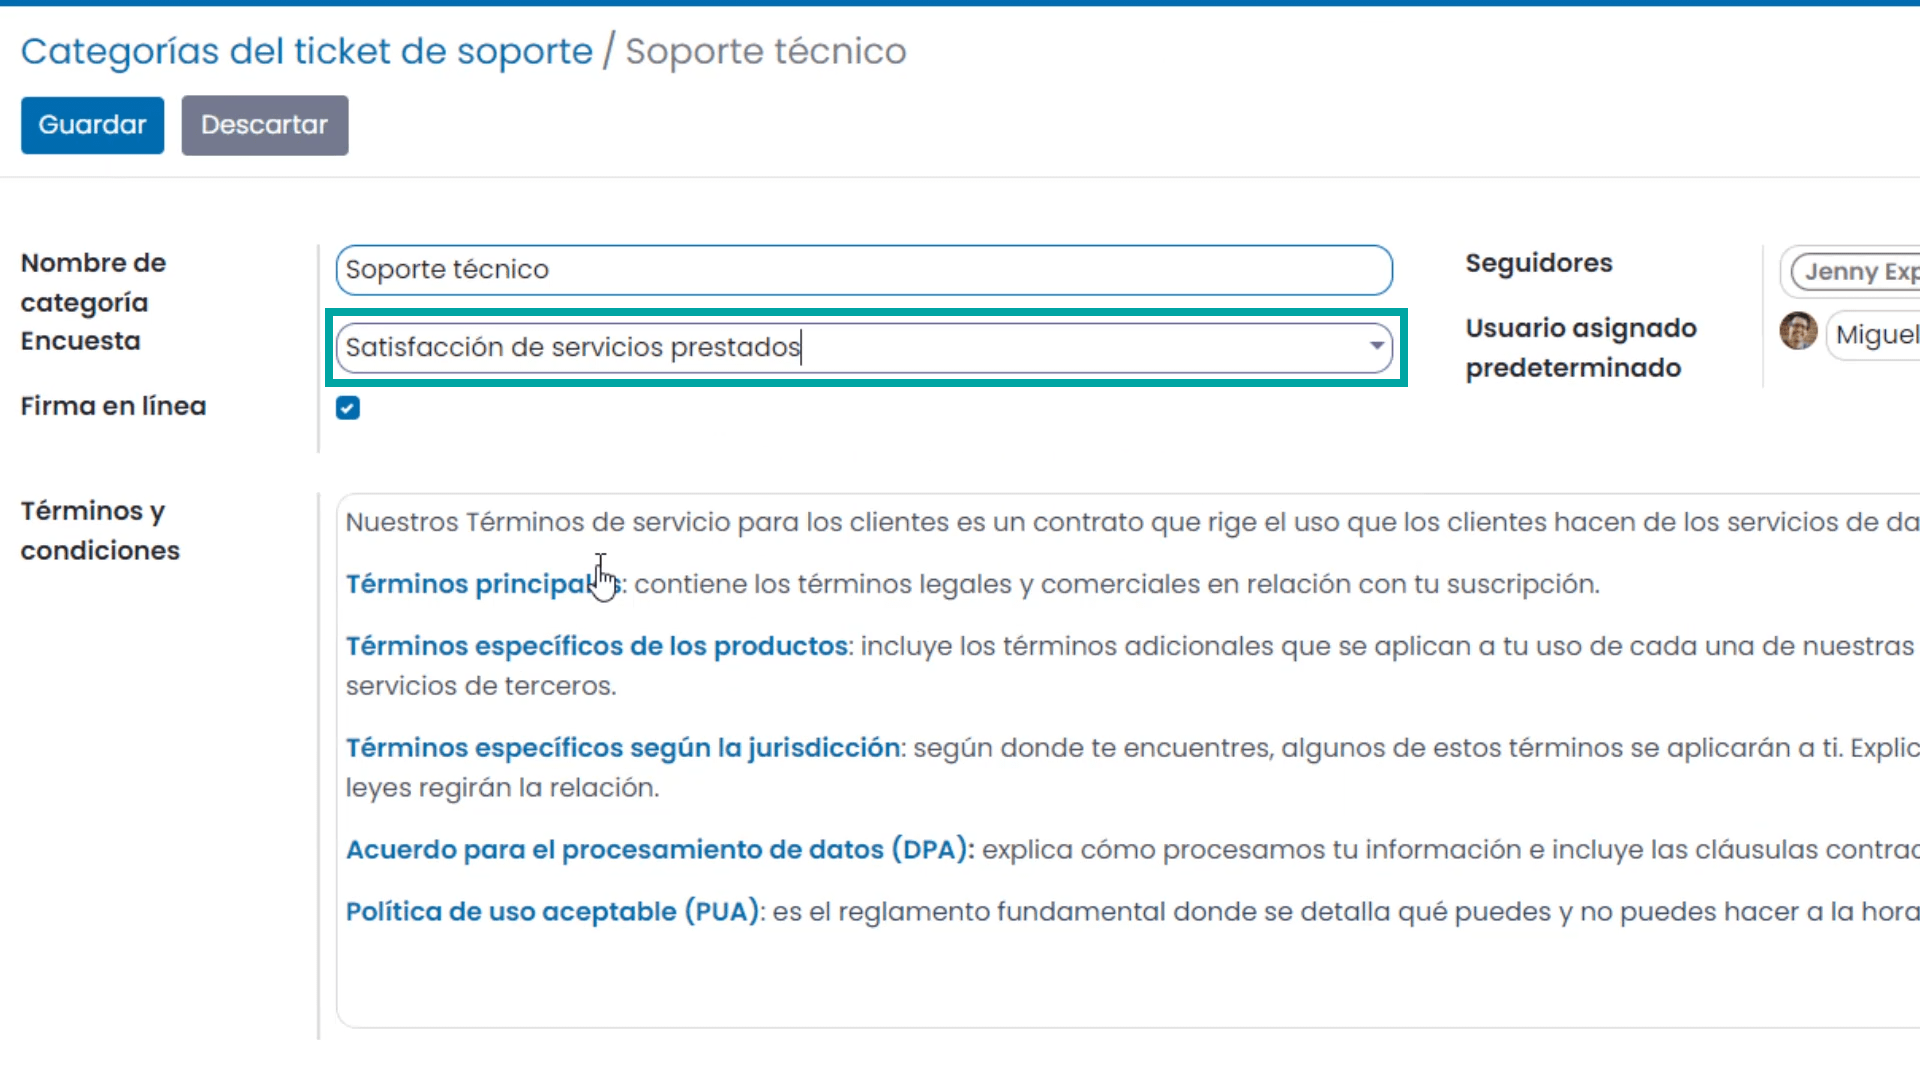 Categorías del ticket de soporte / Soporte técnico
Guardar Descartar
Nombre de
categoría
Soporte técnico
Encuesta
Satisfacción de servicios prestados
Firma en línea
Seguidores
Jenny Exp
Usuario asignado
predeterminado
Miguel
Términos y
condiciones
Nuestros Términos de servicio para los clientes es un contrato que rige el uso que los clientes hacen de los servicios de da
Términos principales: contiene los términos legales y comerciales en relación con tu suscripción.
Términos específicos de los productos: incluye los términos adicionales que se aplican a tu uso de cada una de nuestras
servicios de terceros.
Términos específicos según la jurisdicción: según donde te encuentres, algunos de estos términos se aplicarán a ti. Explic
leyes regirán la relación.
Acuerdo para el procesamiento de datos (DPA): explica cómo procesamos tu información e incluye las cláusulas contrac
Política de uso aceptable (PUA): es el reglamento fundamental donde se detalla qué puedes y no puedes hacer a la hora